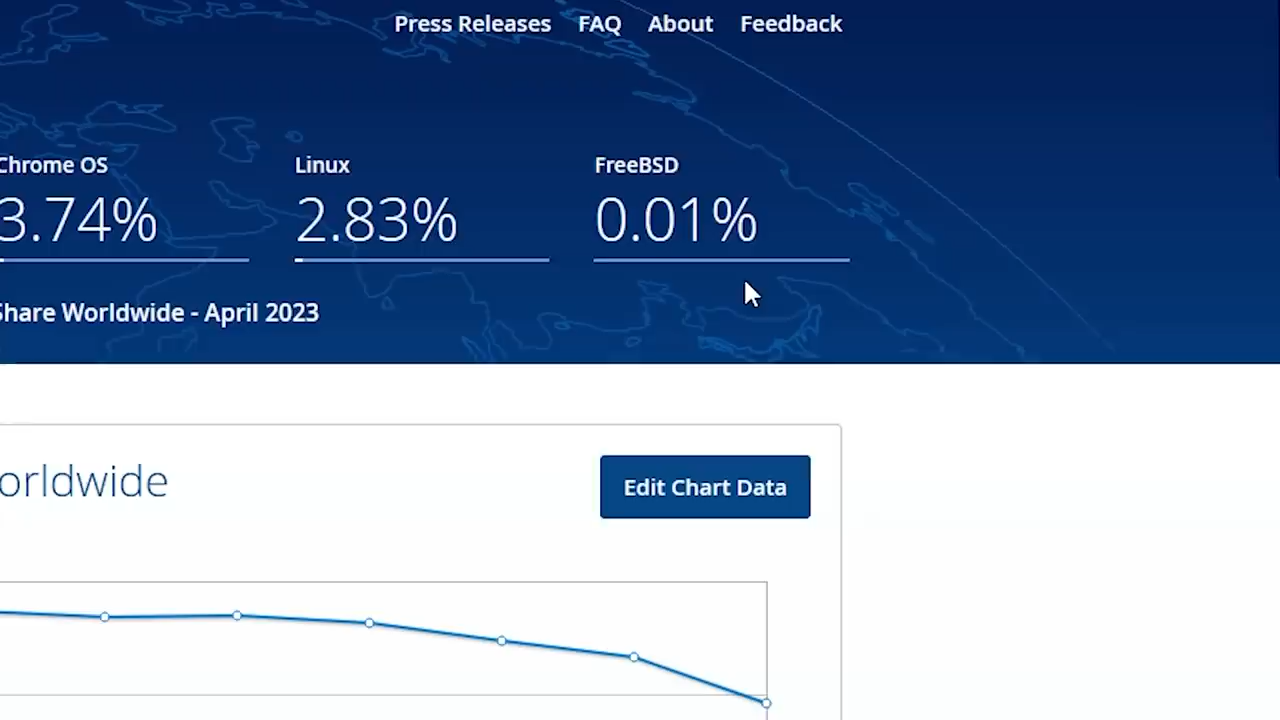 Press Releases FAQ About Feedback
Chrome OS Linux FreeBSD
3.74% 2.83% 0.01%
Share Worldwide - April 2023
orldwide
Edit Chart Data